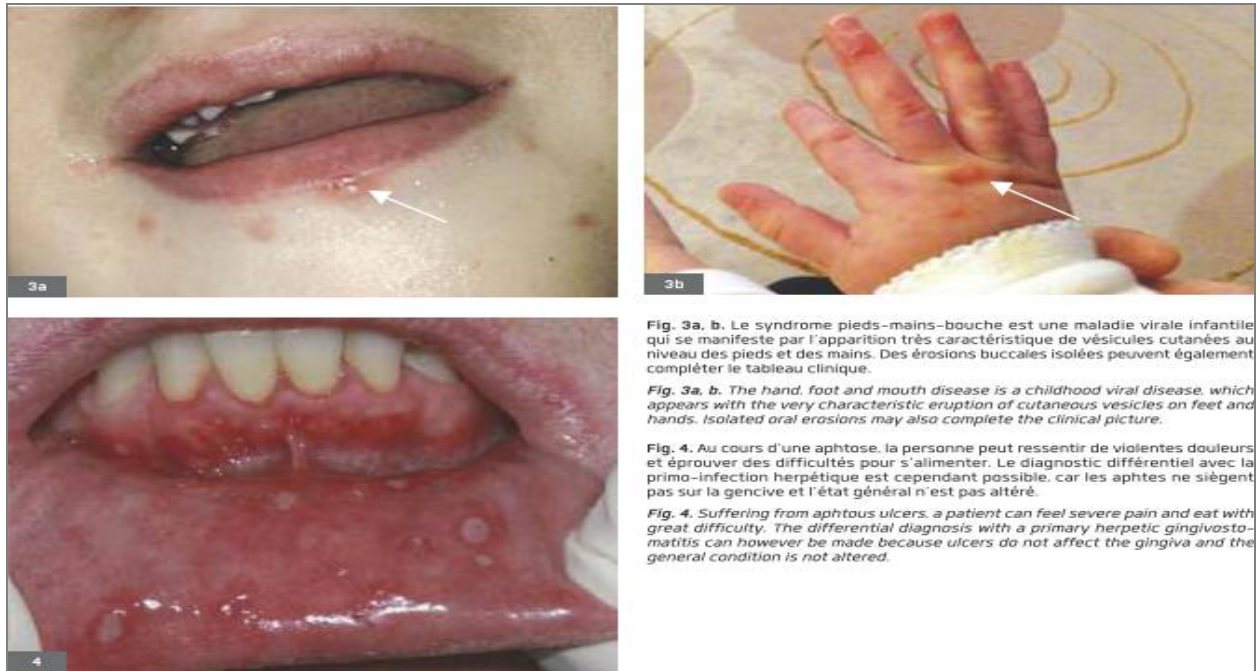 3a
3b
Fig. 3a, b. Le syndrome pieds-mains-bouche est une maladie virale infantile
qui se manifeste par l'apparition très caractéristique de vésicules cutanées au
niveau des pieds et des mains. Des érosions buccales isolées peuvent également
compléter le tableau clinique.
Fig. 3a, b. The hand, foot and mouth disease is a childhood viral disease, which
appears with the very characteristic eruption of cutaneous vesicles on feet and
hands. Isolated oral erosions may also complete the clinical picture.
Fig. 4. Au cours d'une aphtose, la personne peut ressentir de violentes douleurs
et éprouver des difficultés pour s'alimenter. Le diagnostic différentiel avec la
primo-infection herpétique est cependant possible, car les aphtes ne siègent
pas sur la gencive et l'état général n'est pas altéré.
Fig. 4. Suffering from aphtous ulcers, a patient can feel severe pain and eat with
great difficulty. The differential diagnosis with a primary herpetic gingivosto-
matitis can however be made because ulcers do not affect the gingiva and the
general condition is not altered.
4